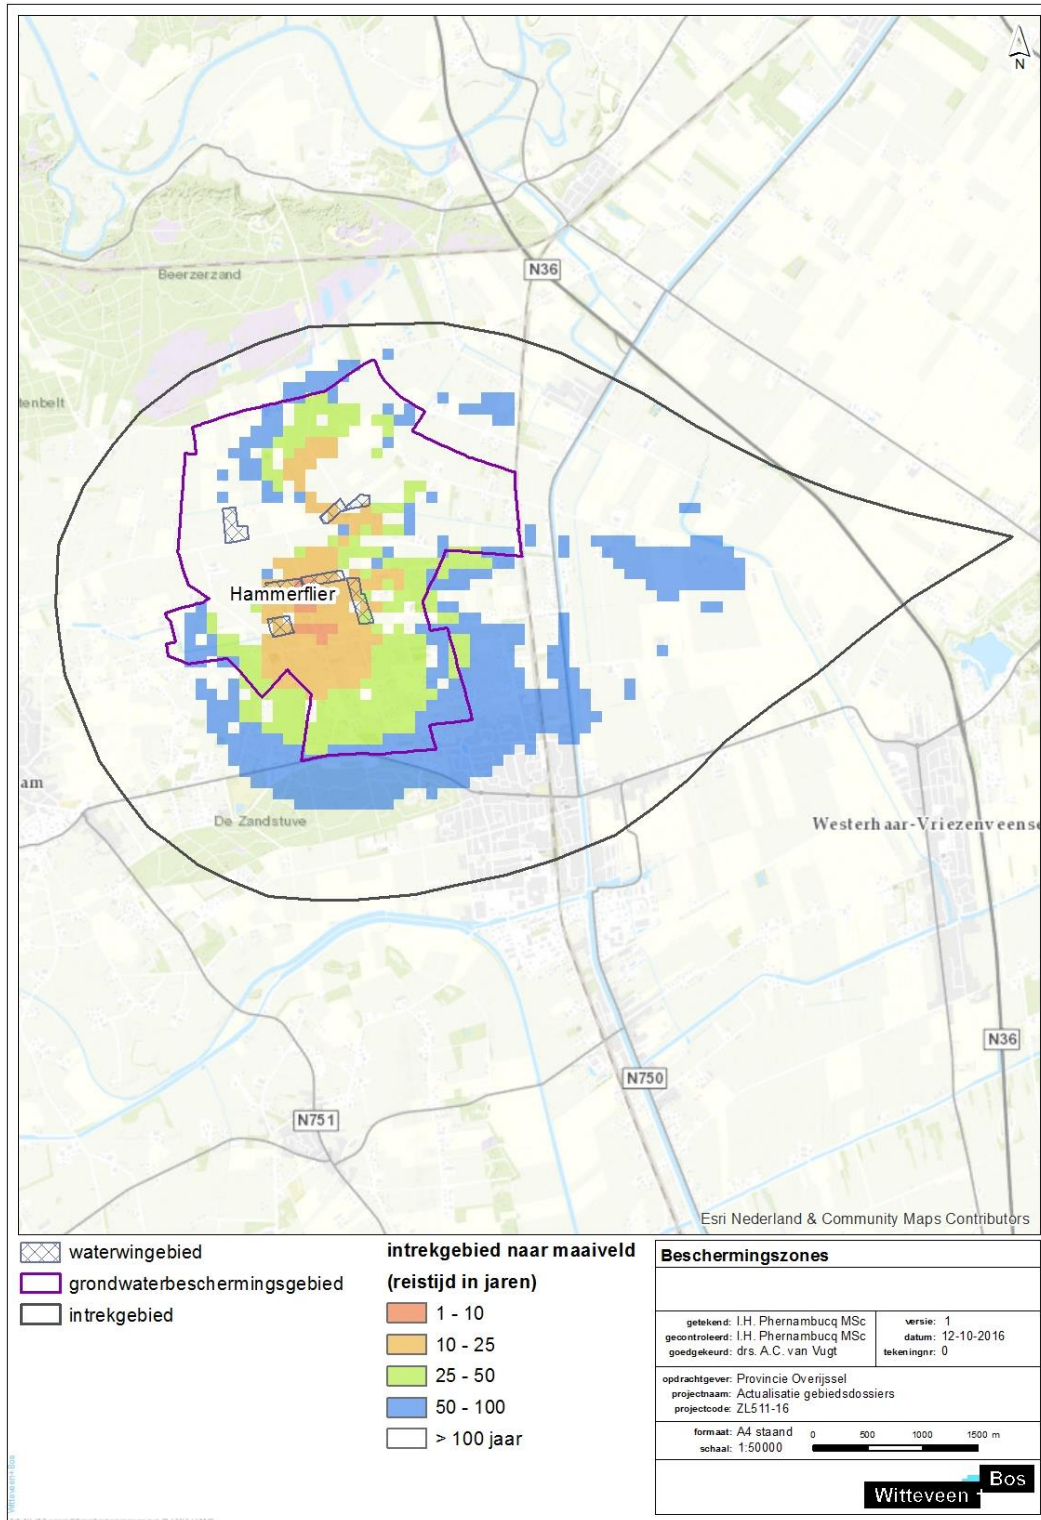 N
Beerzerzand
N36
tenbelt
Hammerflier
am
De Zandstuve
Westerhaar-Vriezenveense
N36
N750
N751
Esri Nederland & Community Maps Contributors
waterwingebied
grondwaterbeschermingsgebied
intrekgebied
intrekgebied naar maaiveld
(reistijd in jaren)
1 - 10
10 - 25
25 - 50
50 - 100
> 100 jaar
Beschermingszones
getekend: I.H. Phernambucq MSc
gecontroleerd: I.H. Phernambucq MSc
goedgekeurd: drs. A.C. van Vugt
versie: 1
datum: 12-10-2016
tekeningnr: 0
opdrachtgever: Provincie Overijssel
projectnaam: Actualisatie gebiedsdossiers
projectcode: ZL511-16
formaat: A4 staand
schaal: 1:50000
0 500 1000 1500 m
Witteveen + Bos
Witteveen+Bos